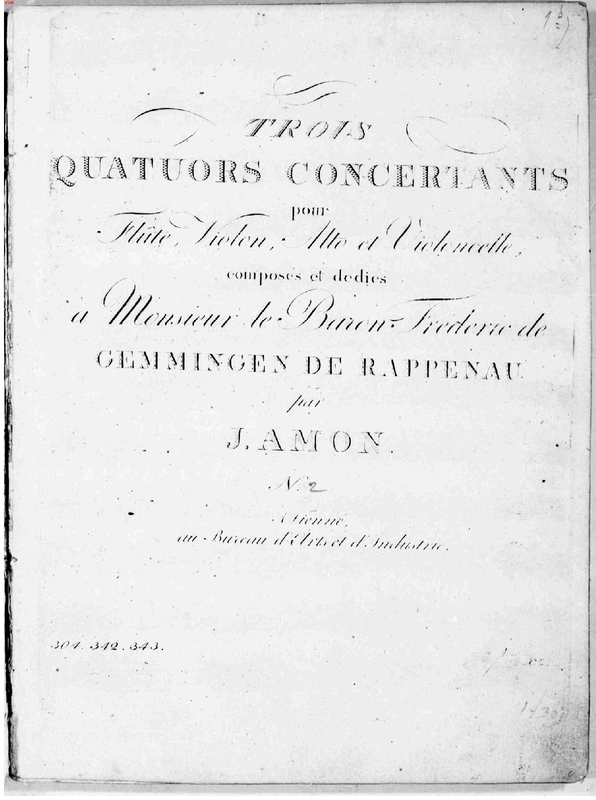 TROIS
QUATUORS CONCERTANTS
pour
Flûte, Violon, Alto et Violoncelle,
composés et dediés
a Monsieur le Baron Frederic de
GEMMINGEN DE RAPPENAU
par
J. AMON.
No. 2
A Vienne,
au Bureau d'Arts et d'Industrie.
304. 342. 343.